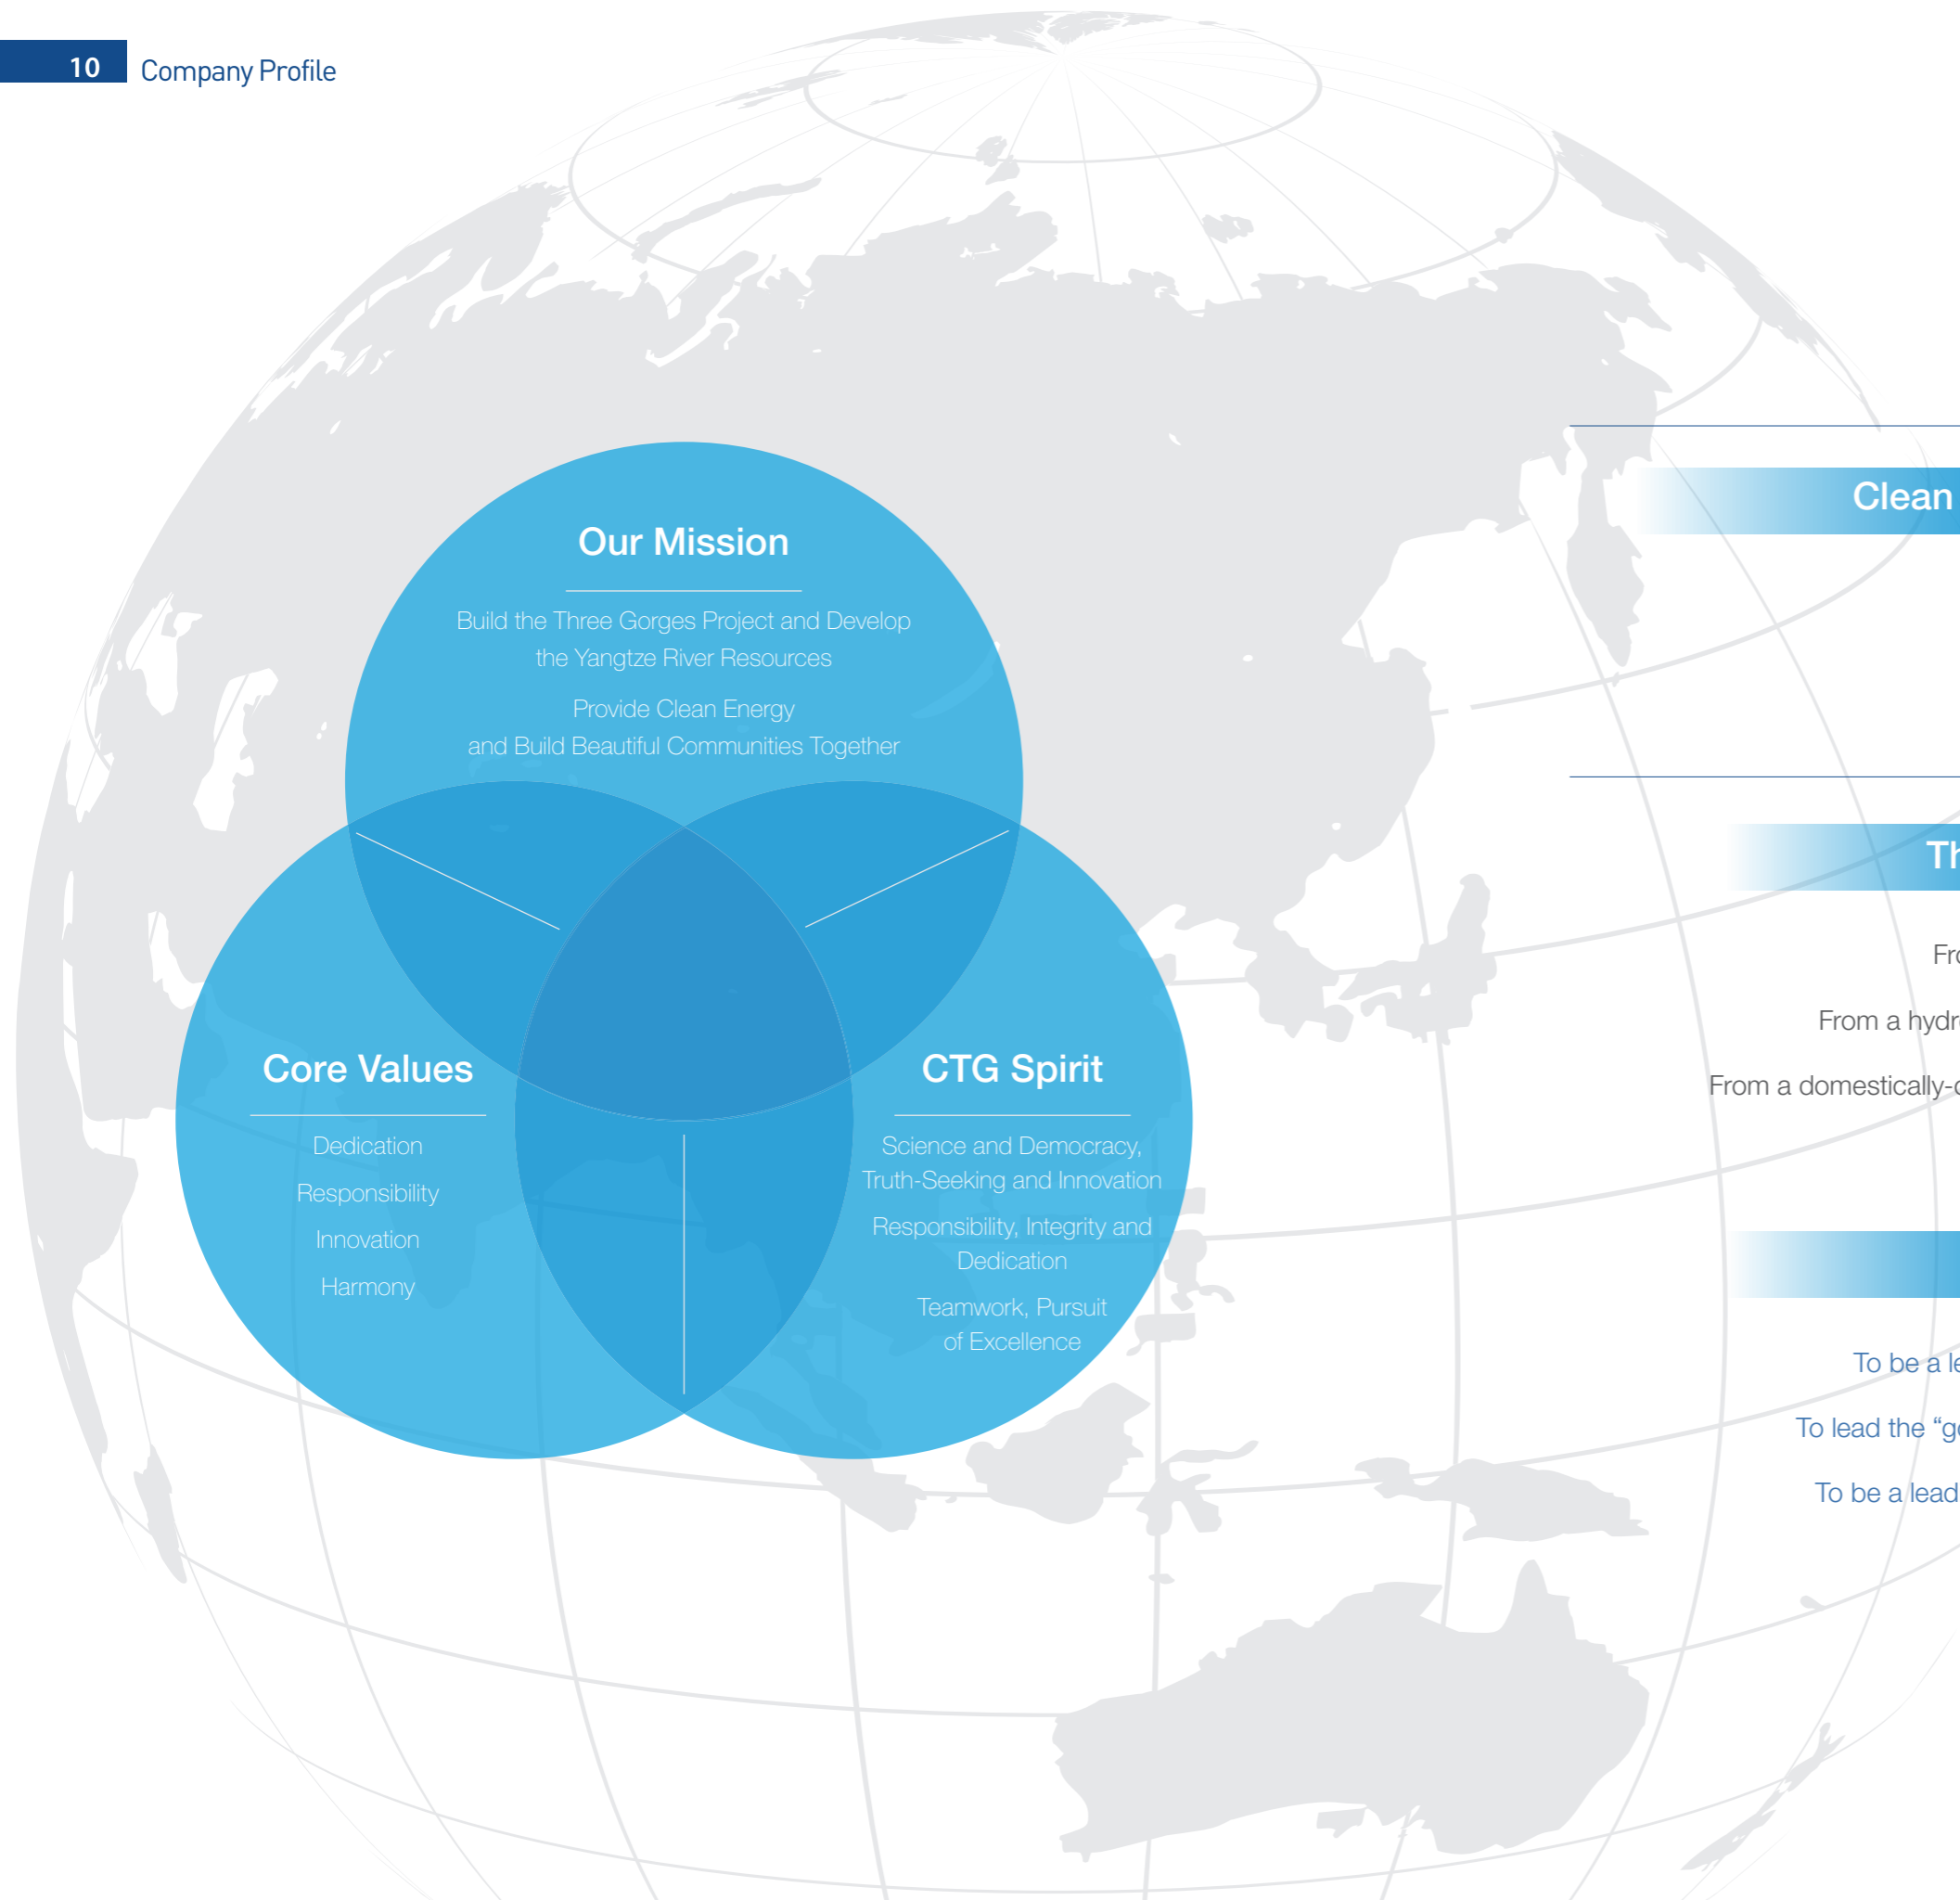 10 Company Profile
Our Mission
Build the Three Gorges Project and Develop
the Yangtze River Resources
Provide Clean Energy
and Build Beautiful Communities Together
Core Values
Dedication
Responsibility
Innovation
Harmony
CTG Spirit
Science and Democracy,
Truth-Seeking and Innovation
Responsibility, Integrity and
Dedication
Teamwork, Pursuit
of Excellence
Clean
From a
From a domestically-
To be a
To lead the
To be a